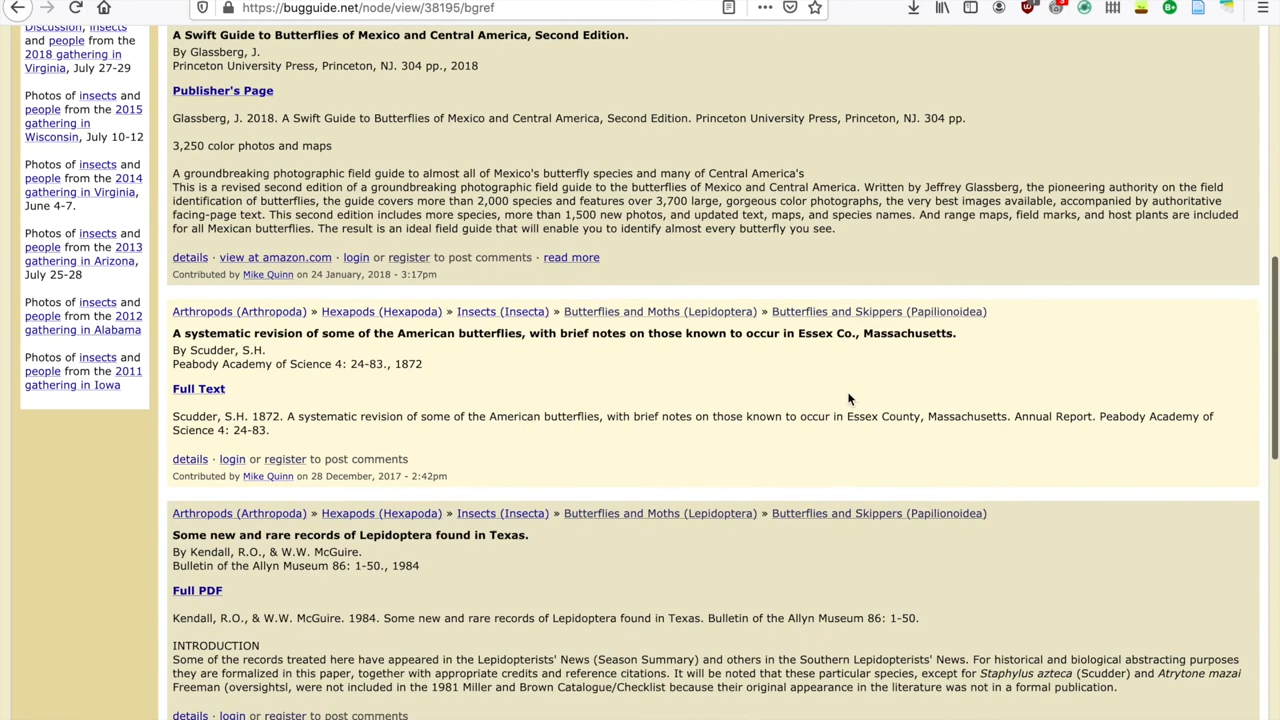 https://bugguide.net/node/view/38195/bgref
Discussion, insects
and people from the
2018 gathering in
Virginia, July 27-29
Photos of insects and
people from the 2015
gathering in
Wisconsin, July 10-12
Photos of insects and
people from the 2014
gathering in Virginia,
June 4-7.
Photos of insects and
people from the 2013
gathering in Arizona,
July 25-28
Photos of insects and
people from the 2012
gathering in Alabama
Photos of insects and
people from the 2011
gathering in Iowa
A Swift Guide to Butterflies of Mexico and Central America, Second Edition.
By Glassberg, J.
Princeton University Press, Princeton, NJ. 304 pp., 2018
Publisher's Page
Glassberg, J. 2018. A Swift Guide to Butterflies of Mexico and Central America, Second Edition. Princeton University Press, Princeton, NJ. 304 pp.
3,250 color photos and maps
A groundbreaking photographic field guide to almost all of Mexico's butterfly species and many of Central America's
This is a revised second edition of a groundbreaking photographic field guide to the butterflies of Mexico and Central America. Written by Jeffrey Glassberg, the pioneering authority on the field
identification of butterflies, the guide covers more than 2,000 species and features over 3,700 large, gorgeous color photographs, the very best images available, accompanied by authoritative
facing-page text. This second edition includes more species, more than 1,500 new photos, and updated text, maps, and species names. And range maps, field marks, and host plants are included
for all Mexican butterflies. The result is an ideal field guide that will enable you to identify almost every butterfly you see.
details · view at amazon.com · login or register to post comments · read more
Contributed by Mike Quinn on 24 January, 2018 - 3:17pm
Arthropods (Arthropoda) » Hexapods (Hexapoda) » Insects (Insecta) » Butterflies and Moths (Lepidoptera) » Butterflies and Skippers (Papilionoidea)
A systematic revision of some of the American butterflies, with brief notes on those known to occur in Essex Co., Massachusetts.
By Scudder, S.H.
Peabody Academy of Science 4: 24-83., 1872
Full Text
Scudder, S.H. 1872. A systematic revision of some of the American butterflies, with brief notes on those known to occur in Essex County, Massachusetts. Annual Report. Peabody Academy of
Science 4: 24-83.
details · login or register to post comments
Contributed by Mike Quinn on 28 December, 2017 - 2:42pm
Arthropods (Arthropoda) » Hexapods (Hexapoda) » Insects (Insecta) » Butterflies and Moths (Lepidoptera) » Butterflies and Skippers (Papilionoidea)
Some new and rare records of Lepidoptera found in Texas.
By Kendall, R.O., & W.W. McGuire.
Bulletin of the Allyn Museum 86: 1-50., 1984
Full PDF
Kendall, R.O., & W.W. McGuire. 1984. Some new and rare records of Lepidoptera found in Texas. Bulletin of the Allyn Museum 86: 1-50.
INTRODUCTION
Some of the records treated here have appeared in the Lepidopterists' News (Season Summary) and others in the Southern Lepidopterists' News. For historical and biological abstracting purposes
they are formalized in this paper, together with appropriate credits and reference citations. It will be noted that these particular species, except for Staphylus azteca (Scudder) and Atrytone mazai
Freeman (oversightsl, were not included in the 1981 Miller and Brown Catalogue/Checklist because their original appearance in the literature was not in a formal publication.
details · login or register to post comments